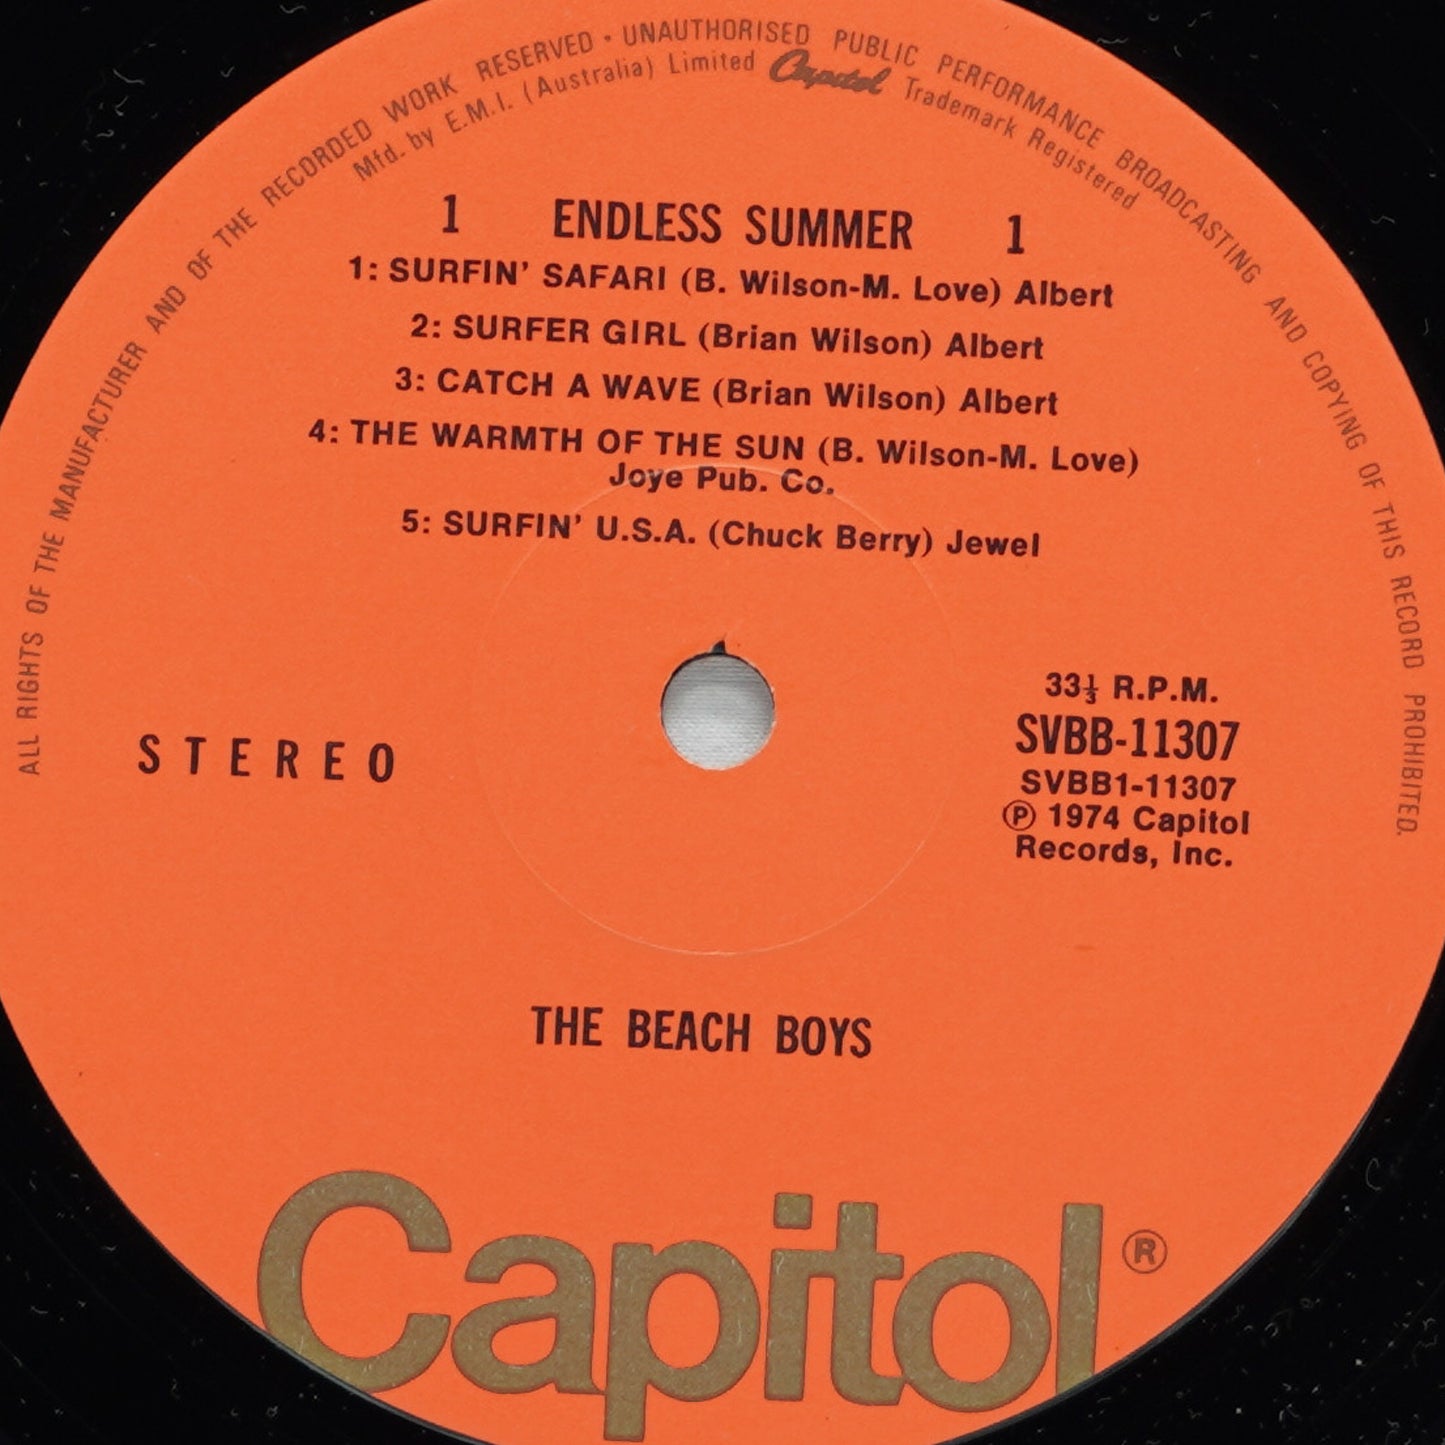 ALL RIGHTS OF THE MANUFACTURER AND OF THE RECORDED WORK RESERVED · UNAUTHORISED PUBLIC PERFORMANCE BROADCASTING AND COPYING OF THIS RECORD PROHIBITED.
Mfd. by E.M.I. (Australia) Limited Capitol Trademark Registered
1 ENDLESS SUMMER 1
1: SURFIN' SAFARI (B. Wilson-M. Love) Albert
2: SURFER GIRL (Brian Wilson) Albert
3: CATCH A WAVE (Brian Wilson) Albert
4: THE WARMTH OF THE SUN (B. Wilson-M. Love)
Joye Pub. Co.
5: SURFIN' U.S.A. (Chuck Berry) Jewel
STEREO
33⅓ R.P.M.
SVBB-11307
SVBB1-11307
℗ 1974 Capitol
Records, Inc.
THE BEACH BOYS
Capitol®